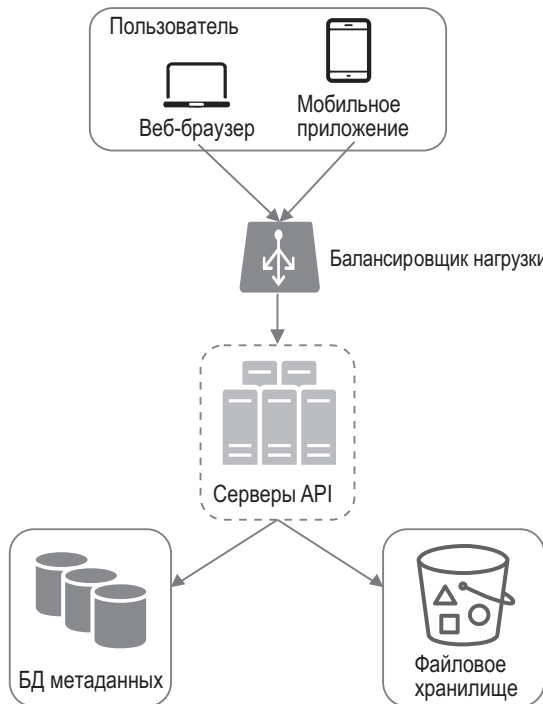 Пользователь
Веб-браузер
Мобильное
приложение
Балансировщик нагрузки
Серверы API
БД метаданных
Файловое
хранилище